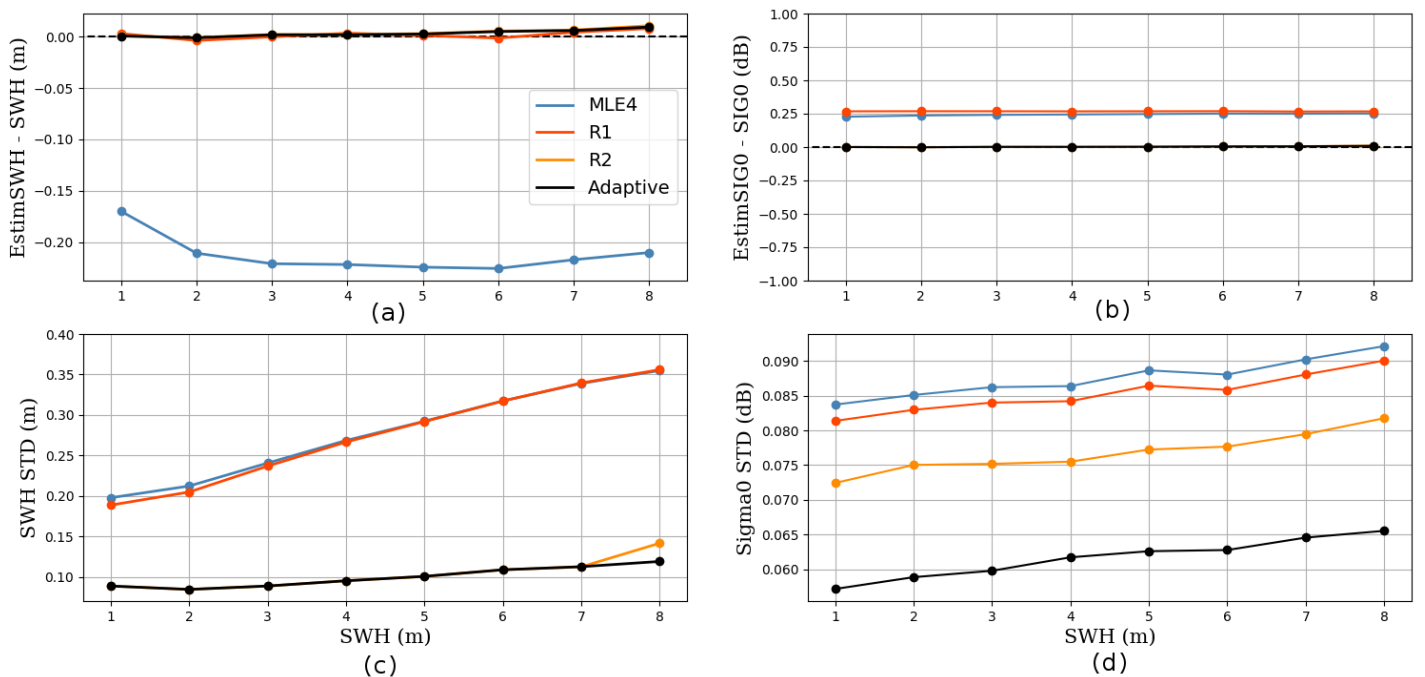 EstimSWH - SWH (m)
0.00
−0.05
−0.10
−0.15
−0.20
MLE4
R1
R2
Adaptive
1 2 3 4 5 6 7 8
(a)
EstimSIG0 - SIG0 (dB)
1.00
0.75
0.50
0.25
0.00
−0.25
−0.50
−0.75
−1.00
1 2 3 4 5 6 7 8
(b)
SWH STD (m)
0.40
0.35
0.30
0.25
0.20
0.15
0.10
1 2 3 4 5 6 7 8
SWH (m)
(c)
Sigma0 STD (dB)
0.090
0.085
0.080
0.075
0.070
0.065
0.060
1 2 3 4 5 6 7 8
SWH (m)
(d)